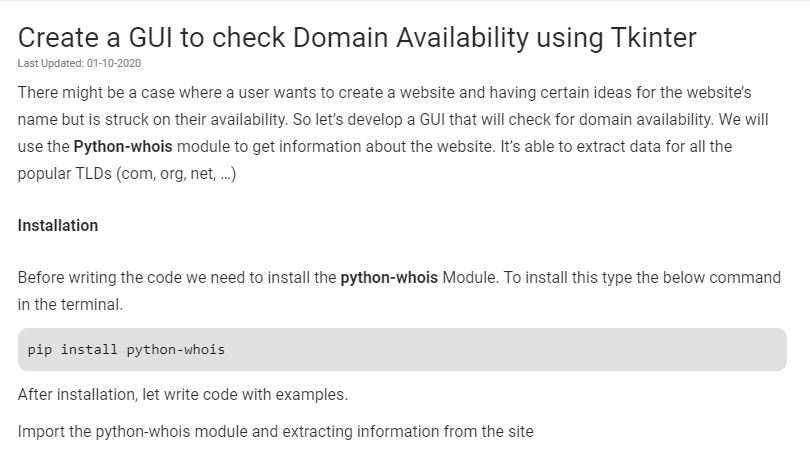 Create a GUI to check Domain Availability using Tkinter
Last Updated: 01-10-2020
There might be a case where a user wants to create a website and having certain ideas for the website's
name but is struck on their availability. So let's develop a GUI that will check for domain availability. We will
use the Python-whois module to get information about the website. It's able to extract data for all the
popular TLDs (com, org, net, …)
Installation
Before writing the code we need to install the python-whois Module. To install this type the below command
in the terminal.
pip install python-whois
After installation, let write code with examples.
Import the python-whois module and extracting information from the site